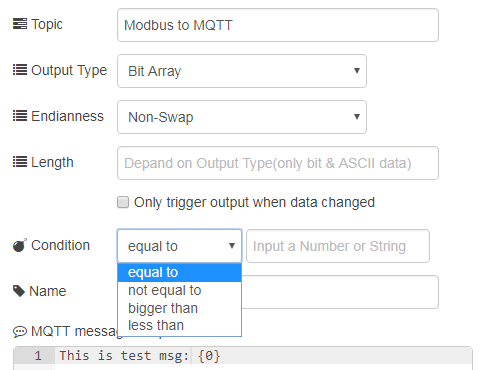 Topic Modbus to MQTT
Output Type Bit Array
Endianness Non-Swap
Length Depand on Output Type(only bit & ASCII data)
Only trigger output when data changed
Condition equal to Input a Number or String
equal to
Name not equal to
bigger than
less than
MQTT messag
1 This is test msg: {0}